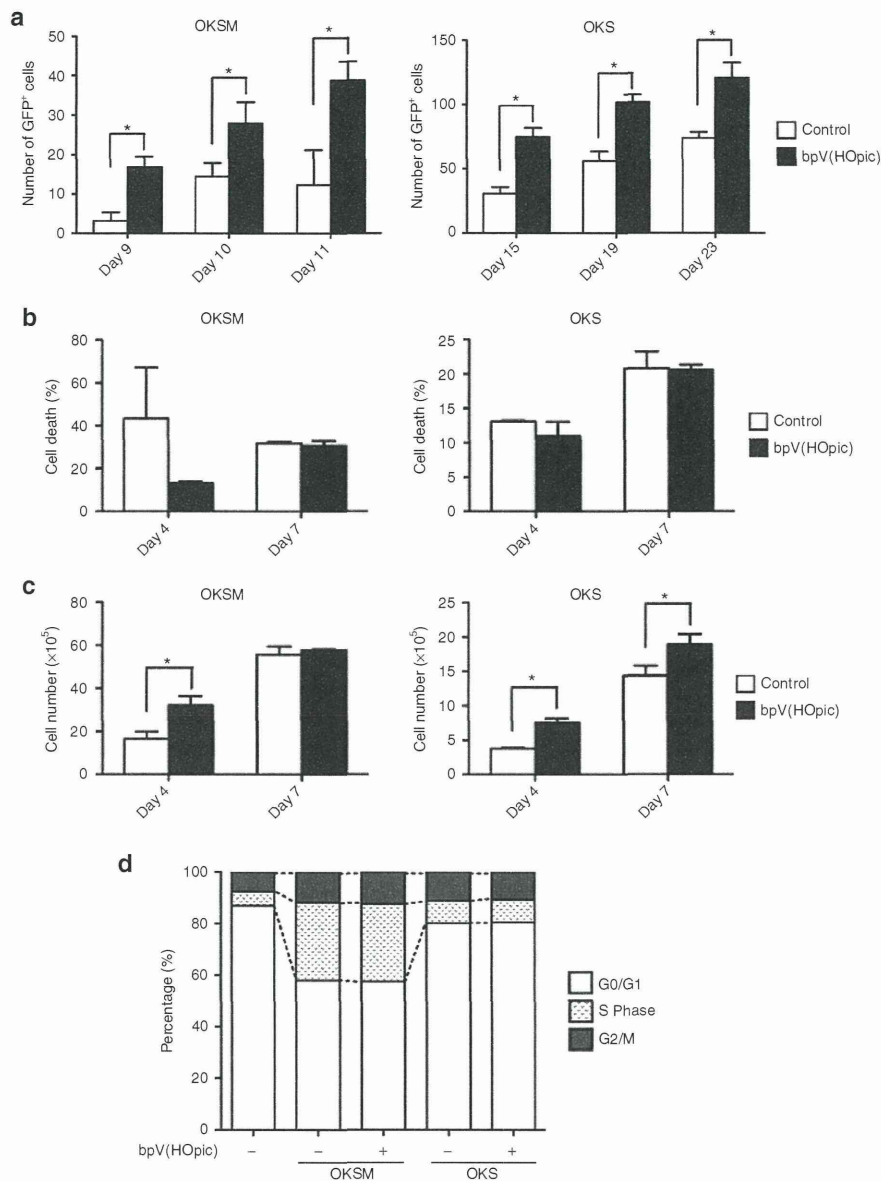 a
OKSM
Number of GFP+ cells
50
40
30
20
10
0
*
*
*
Day 9
Day 10
Day 11
OKS
Number of GFP+ cells
150
100
50
0
*
*
*
Day 15
Day 19
Day 23
Control
bpV(HOpic)
b
OKSM
Cell death (%)
80
60
40
20
0
Day 4
Day 7
OKS
Cell death (%)
25
20
15
10
5
0
Day 4
Day 7
Control
bpV(HOpic)
c
OKSM
Cell number (×10⁵)
80
60
40
20
0
*
Day 4
Day 7
OKS
Cell number (×10⁵)
25
20
15
10
5
0
*
*
Day 4
Day 7
Control
bpV(HOpic)
d
Percentage (%)
100
80
60
40
20
0
G0/G1
S Phase
G2/M
bpV(HOpic) − − + − +
OKSM OKS